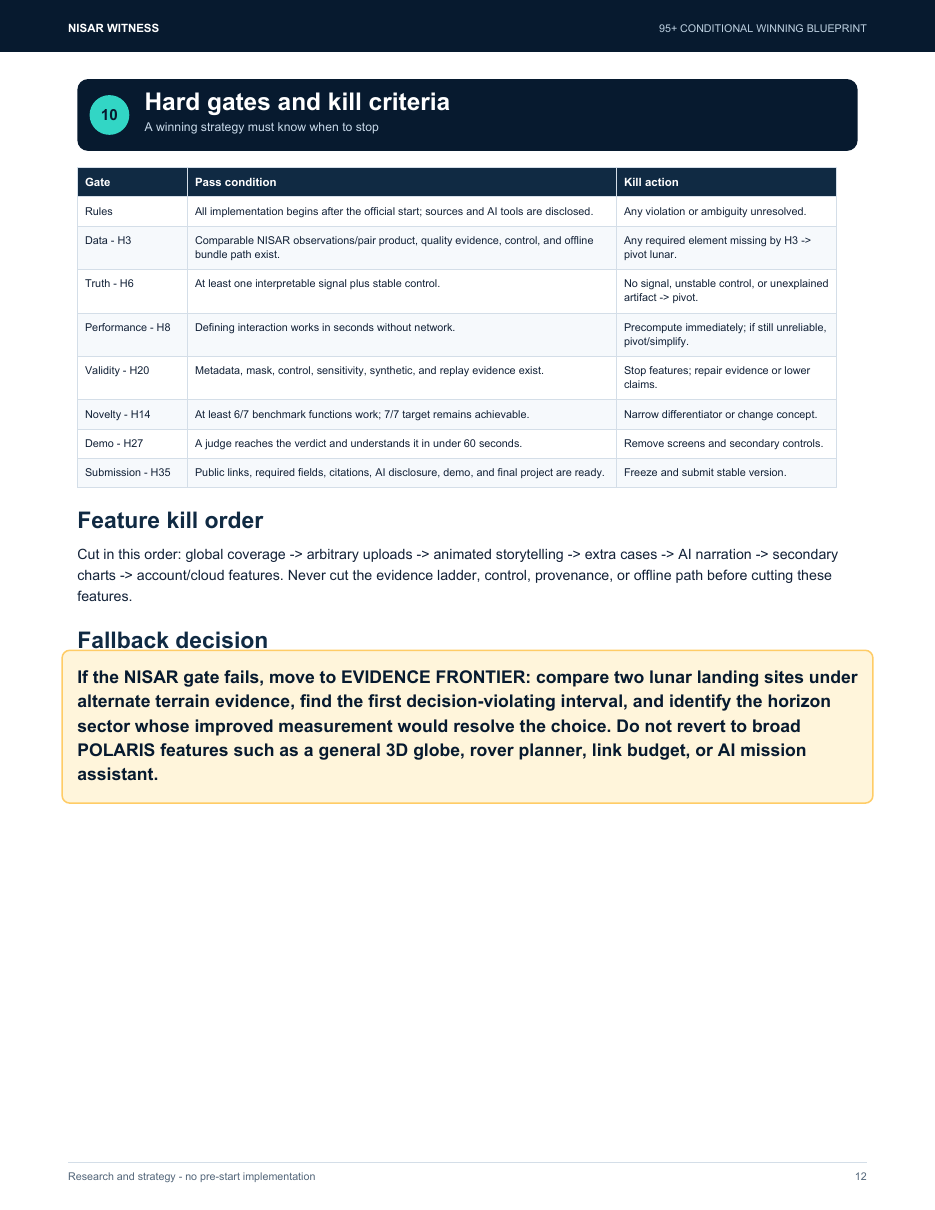 NISAR WITNESS
95+ CONDITIONAL WINNING BLUEPRINT
10
Hard gates and kill criteria
A winning strategy must know when to stop
Gate Pass condition Kill action
Rules All implementation begins after the official start; sources and AI tools are disclosed. Any violation or ambiguity unresolved.
Data - H3 Comparable NISAR observations/pair product, quality evidence, control, and offline Any required element missing by H3 ->
bundle path exist. pivot lunar.
Truth - H6 At least one interpretable signal plus stable control. No signal, unstable control, or unexplained
artifact -> pivot.
Performance - H8 Defining interaction works in seconds without network. Precompute immediately; if still unreliable,
pivot/simplify.
Validity - H20 Metadata, mask, control, sensitivity, synthetic, and replay evidence exist. Stop features; repair evidence or lower
claims.
Novelty - H14 At least 6/7 benchmark functions work; 7/7 target remains achievable. Narrow differentiator or change concept.
Demo - H27 A judge reaches the verdict and understands it in under 60 seconds. Remove screens and secondary controls.
Submission - H35 Public links, required fields, citations, AI disclosure, demo, and final project are ready. Freeze and submit stable version.
Feature kill order
Cut in this order: global coverage -> arbitrary uploads -> animated storytelling -> extra cases -> AI narration -> secondary
charts -> account/cloud features. Never cut the evidence ladder, control, provenance, or offline path before cutting these
features.
Fallback decision
If the NISAR gate fails, move to EVIDENCE FRONTIER: compare two lunar landing sites under
alternate terrain evidence, find the first decision-violating interval, and identify the horizon
sector whose improved measurement would resolve the choice. Do not revert to broad
POLARIS features such as a general 3D globe, rover planner, link budget, or AI mission
assistant.
Research and strategy - no pre-start implementation
12